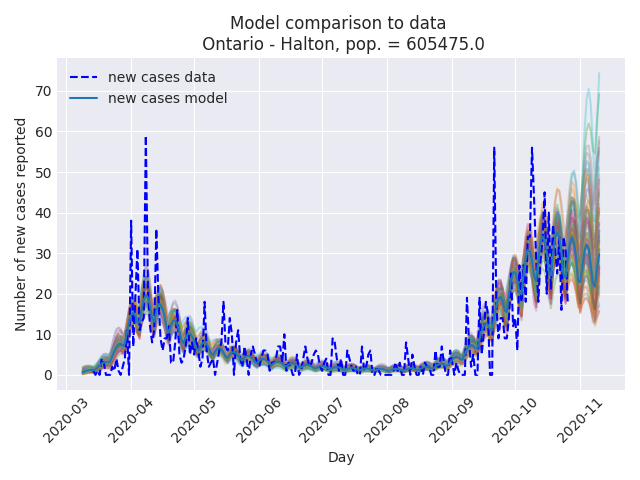 Model comparison to data
Ontario - Halton, pop. = 605475.0
new cases data
new cases model
Number of new cases reported
70
60
50
40
30
20
10
0
2020-03
2020-04
2020-05
2020-06
2020-07
2020-08
2020-09
2020-10
2020-11
Day